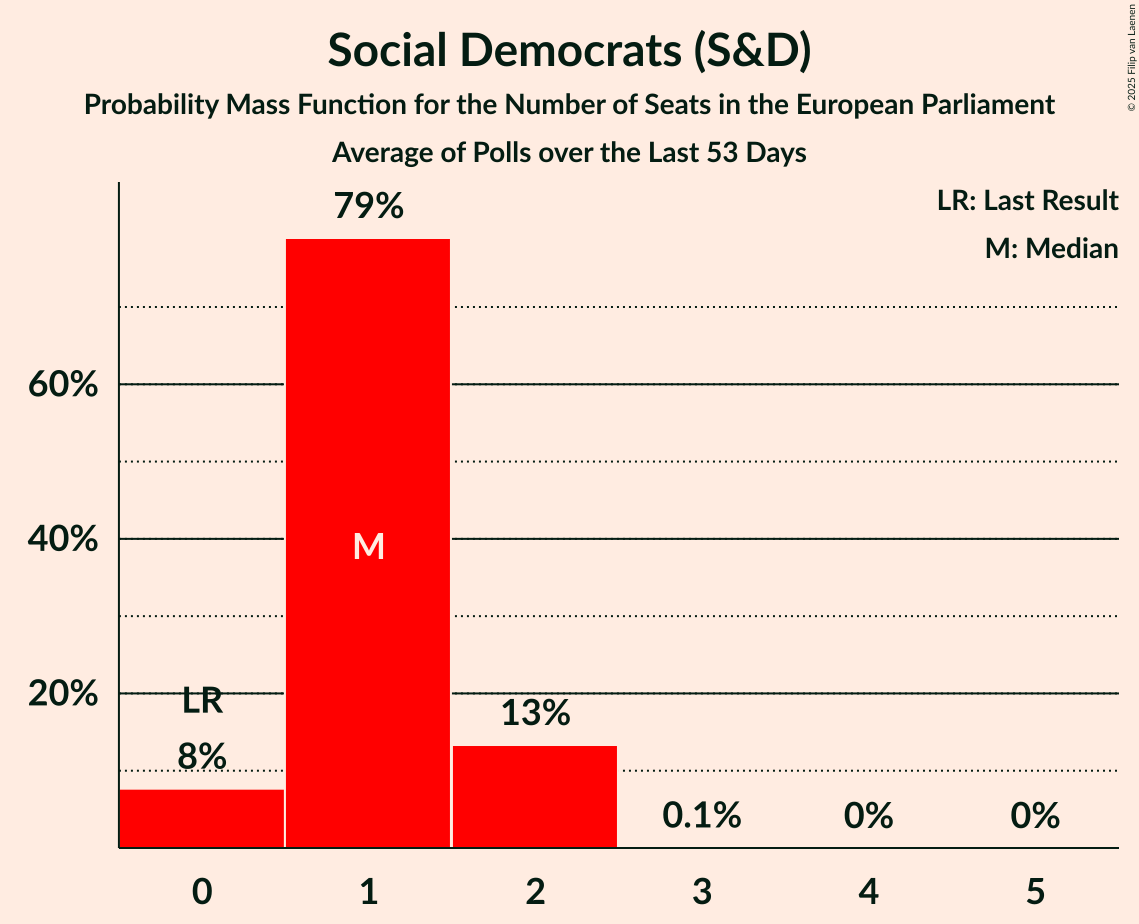 Social Democrats (S&D)
Probability Mass Function for the Number of Seats in the European Parliament
Average of Polls over the Last 53 Days
© 2025 Filip van Laenen
LR: Last Result
M: Median
79%
60%
40%
20%
M
LR
8%
13%
0.1%
0%
0%
0 1 2 3 4 5